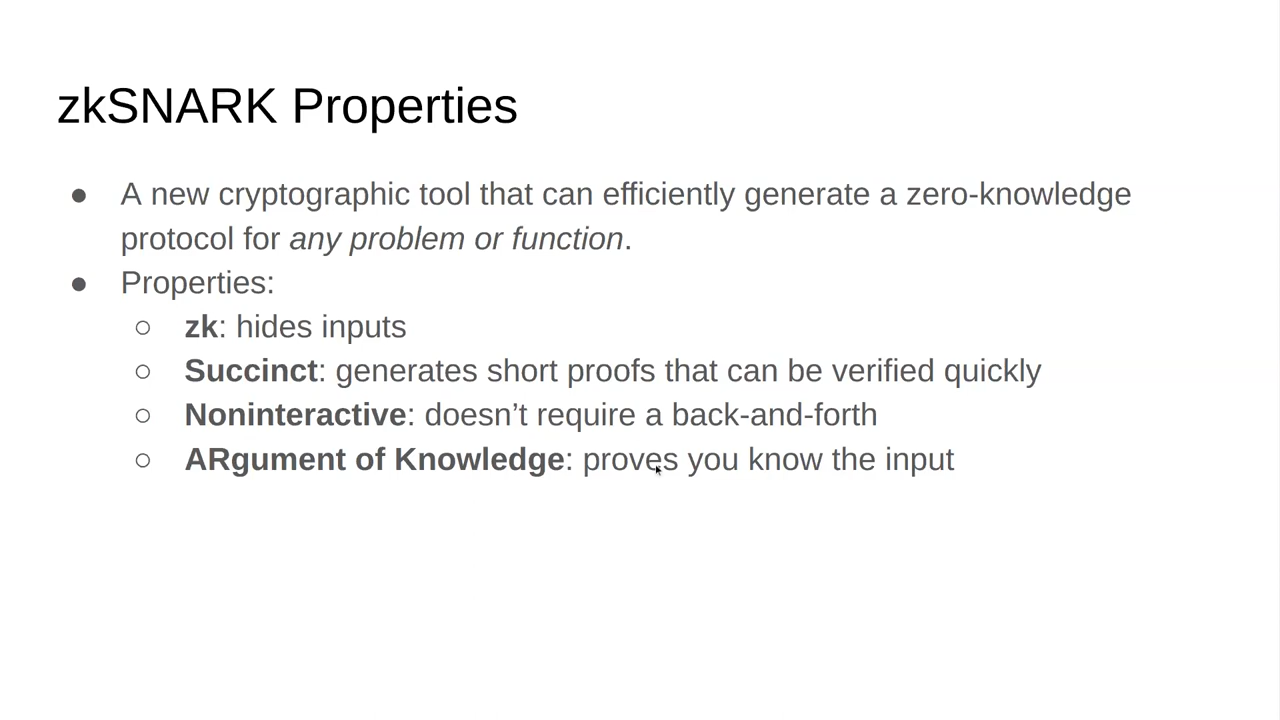 zkSNARK Properties
● A new cryptographic tool that can efficiently generate a zero-knowledge
protocol for any problem or function.
● Properties:
○ zk: hides inputs
○ Succinct: generates short proofs that can be verified quickly
○ Noninteractive: doesn’t require a back-and-forth
○ ARgument of Knowledge: proves you know the input